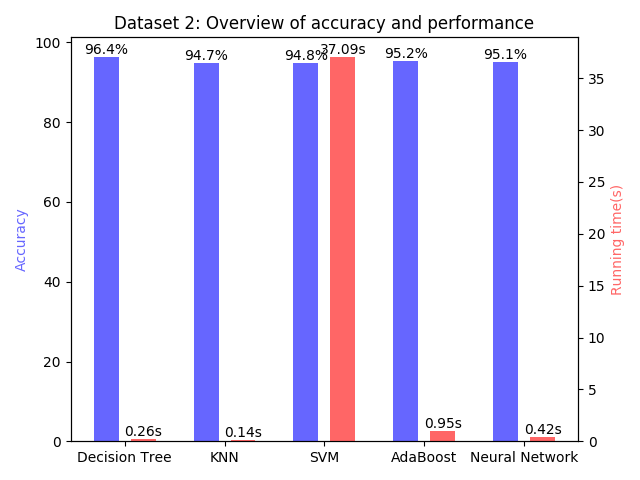 Dataset 2: Overview of accuracy and performance
100
80
60
40
20
0
Accuracy
96.4%
94.7%
94.8%
37.09s
95.2%
95.1%
0.26s
0.14s
0.95s
0.42s
35
30
25
20
15
10
5
0
Running time(s)
Decision Tree
KNN
SVM
AdaBoost
Neural Network